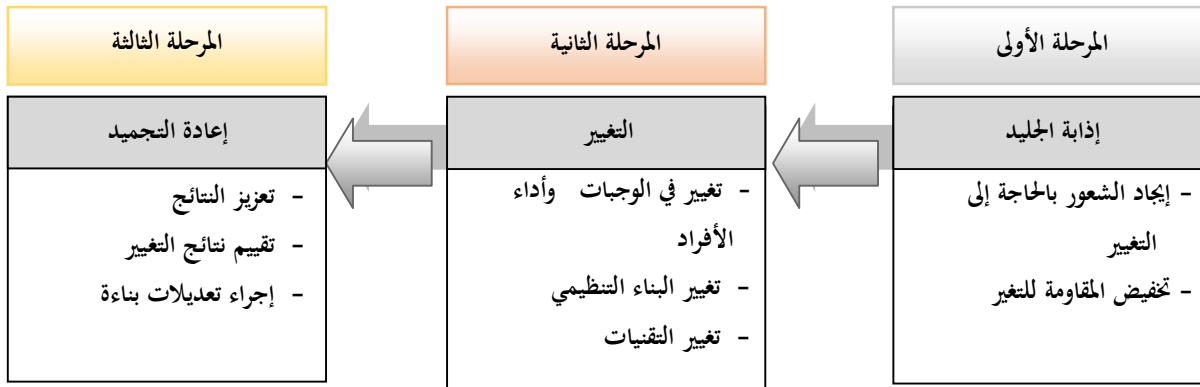 المرحلة الأولى
إذابة الجليد
- إيجاد الشعور بالحاجة إلى
التغيير
- تخفيض المقاومة للتغير
المرحلة الثانية
التغيير
- تغيير في الوجبات وأداء
الأفراد
- تغيير البناء التنظيمي
- تغيير التقنيات
المرحلة الثالثة
إعادة التجميد
- تعزيز النتائج
- تقييم نتائج التغيير
- إجراء تعديلات بناءة